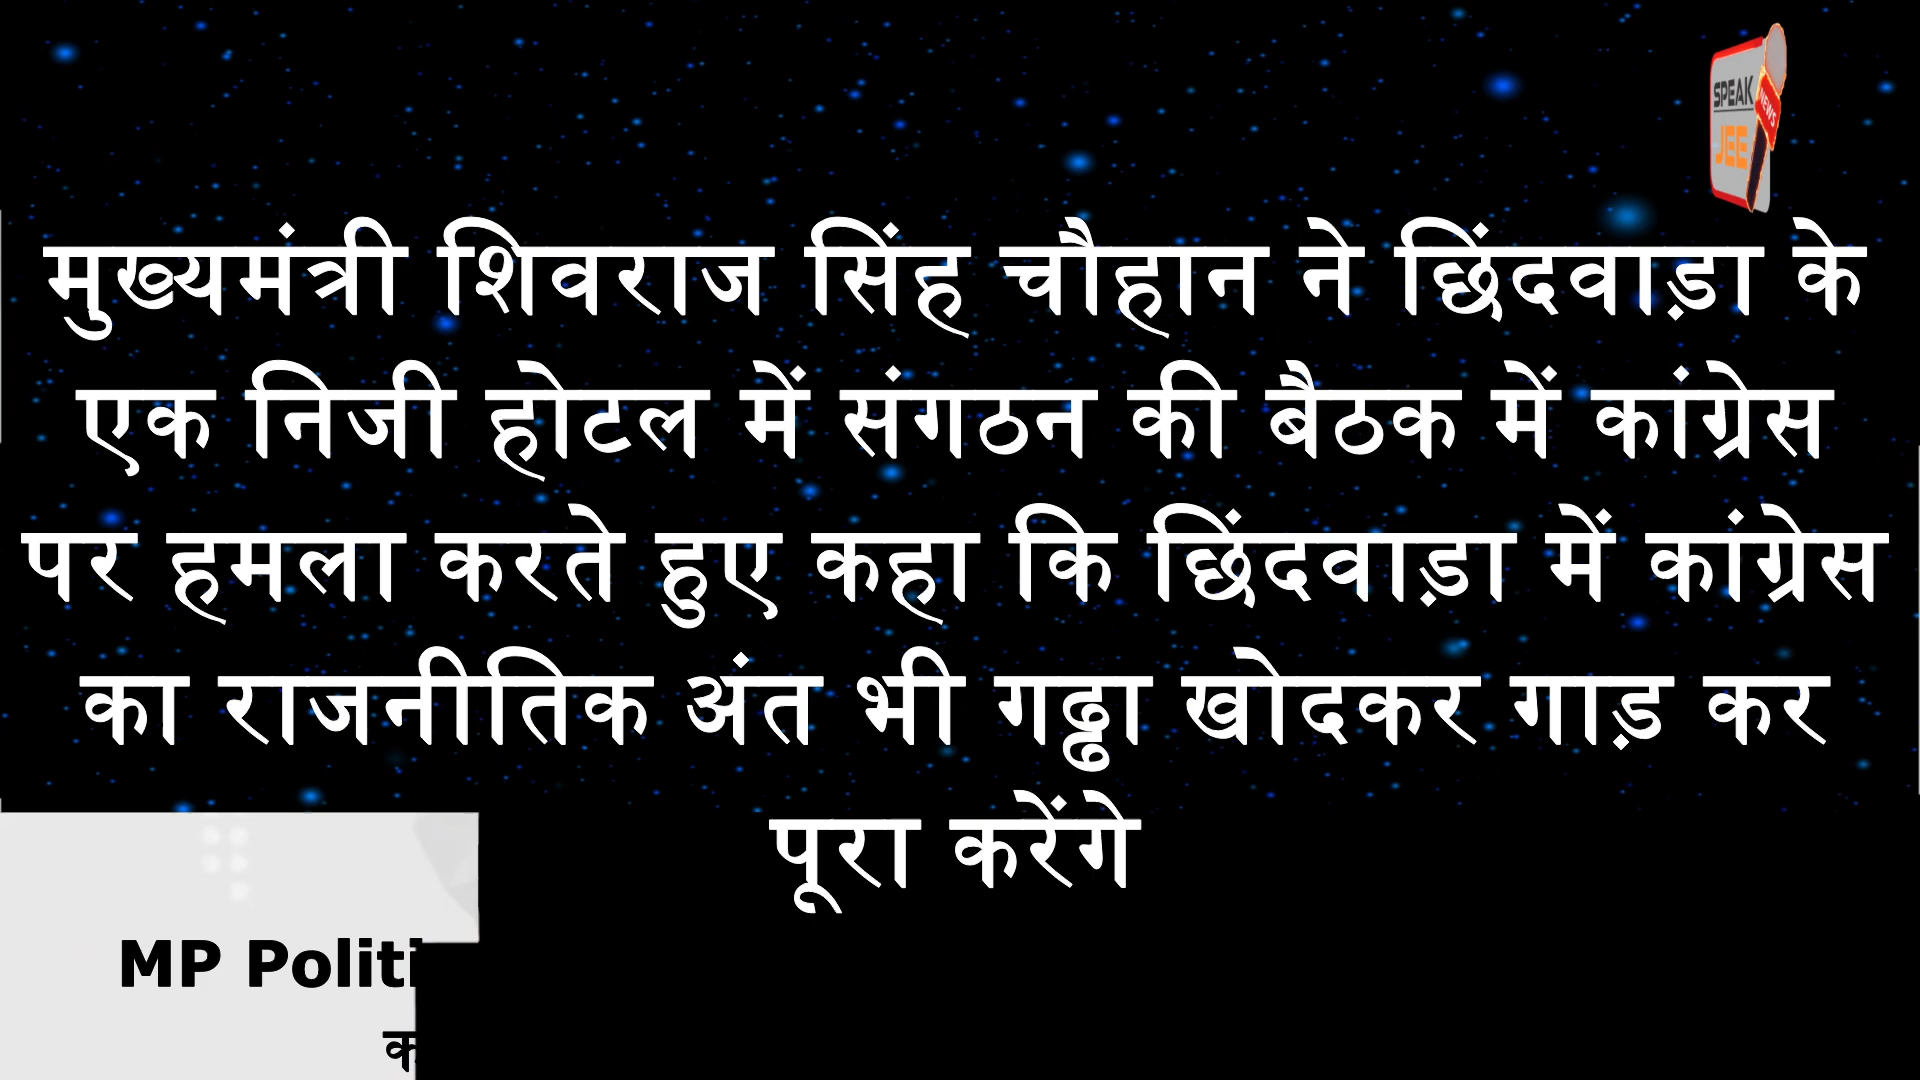 SPEAK
NEWS
JEE
मुख्यमंत्री शिवराज सिंह चौहान ने छिंदवाड़ा के
एक निजी होटल में संगठन की बैठक में कांग्रेस
पर हमला करते हुए कहा कि छिंदवाड़ा में कांग्रेस
का राजनीतिक अंत भी गढ्ढा खोदकर गाड़ कर
पूरा करेंगे
MP Politi
क